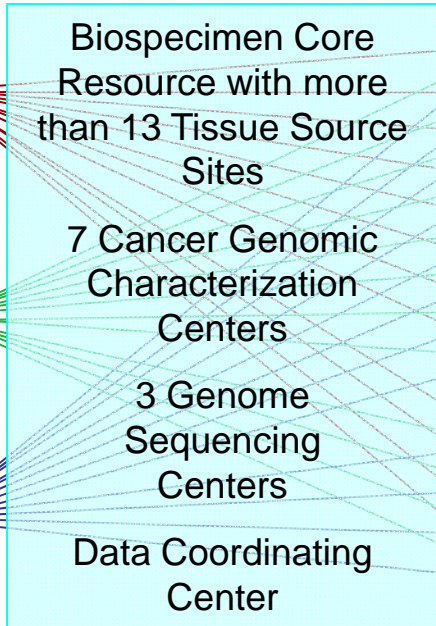 Biospecimen Core
Resource with more
than 13 Tissue Source
Sites
7 Cancer Genomic
Characterization
Centers
3 Genome
Sequencing
Centers
Data Coordinating
Center